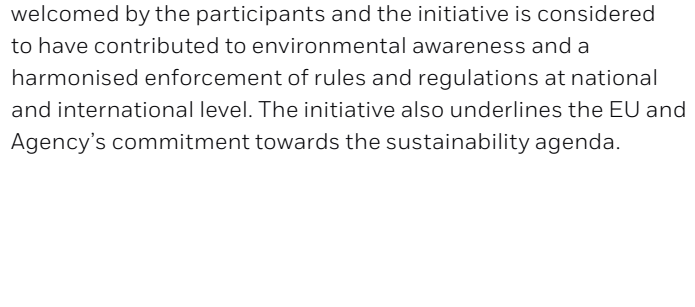 welcomed by the participants and the initiative is considered
to have contributed to environmental awareness and a
harmonised enforcement of rules and regulations at national
and international level. The initiative also underlines the EU and
Agency’s commitment towards the sustainability agenda.